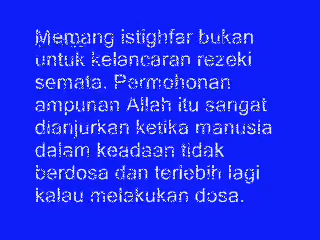 Memang istighfar bukan
untuk kelancaran rezeki
semata. Permohonan
ampunan Allah itu sangat
dianjurkan ketika manusia
dalam keadaan tidak
berdosa dan terlebih lagi
kalau melakukan dosa.